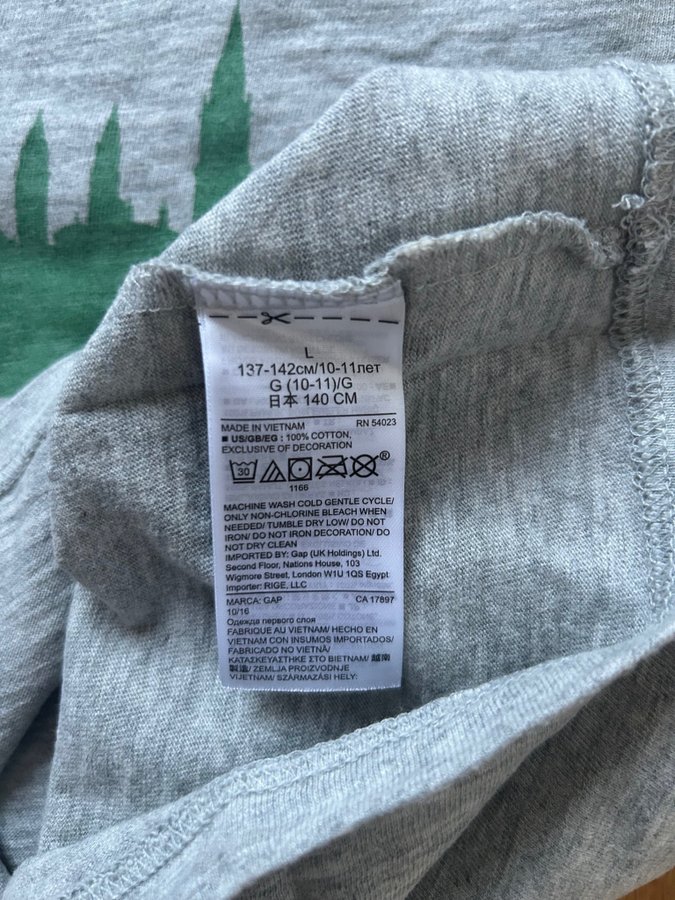 L
137-142см/10-11лет
G (10-11)/G
日本 140 CM
MADE IN VIETNAM RN 54023
■ US/GB/EG : 100% COTTON,
EXCLUSIVE OF DECORATION
30 ®
1166
MACHINE WASH COLD GENTLE CYCLE/
ONLY NON-CHLORINE BLEACH WHEN
NEEDED/ TUMBLE DRY LOW/ DO NOT
IRON/ DO NOT IRON DECORATION/ DO
NOT DRY CLEAN
IMPORTED BY: Gap (UK Holdings) Ltd.
Second Floor, Nations House, 103
Wigmore Street, London W1U 1QS Egypt
Importer: RIGE, LLC
MARCA: GAP CA 17897
10/16
Одежда первого слоя
FABRIQUE AU VIETNAM/ HECHO EN
VIETNAM CON INSUMOS IMPORTADOS/
FABRICADO NO VIETNÃ/
ΚΑΤΑΣΚΕΥΑΣΤΗΚΕ ΣΤΟ ΒΙΕΤΝΑΜ/ 越南
製造/ ZEMLJA PROIZVODNJE
VIJETNAM/ SZÁRMAZÁSI HELY: